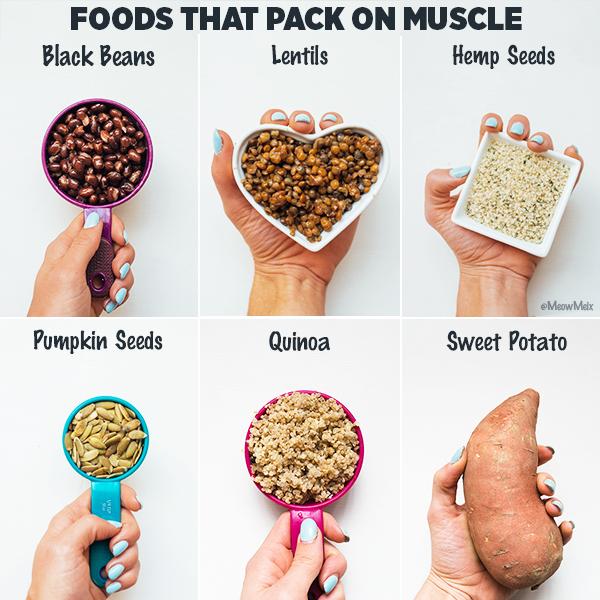 FOODS THAT PACK ON MUSCLE
Black Beans
Lentils
Hemp Seeds
@MeowMeix
Pumpkin Seeds
Quinoa
Sweet Potato